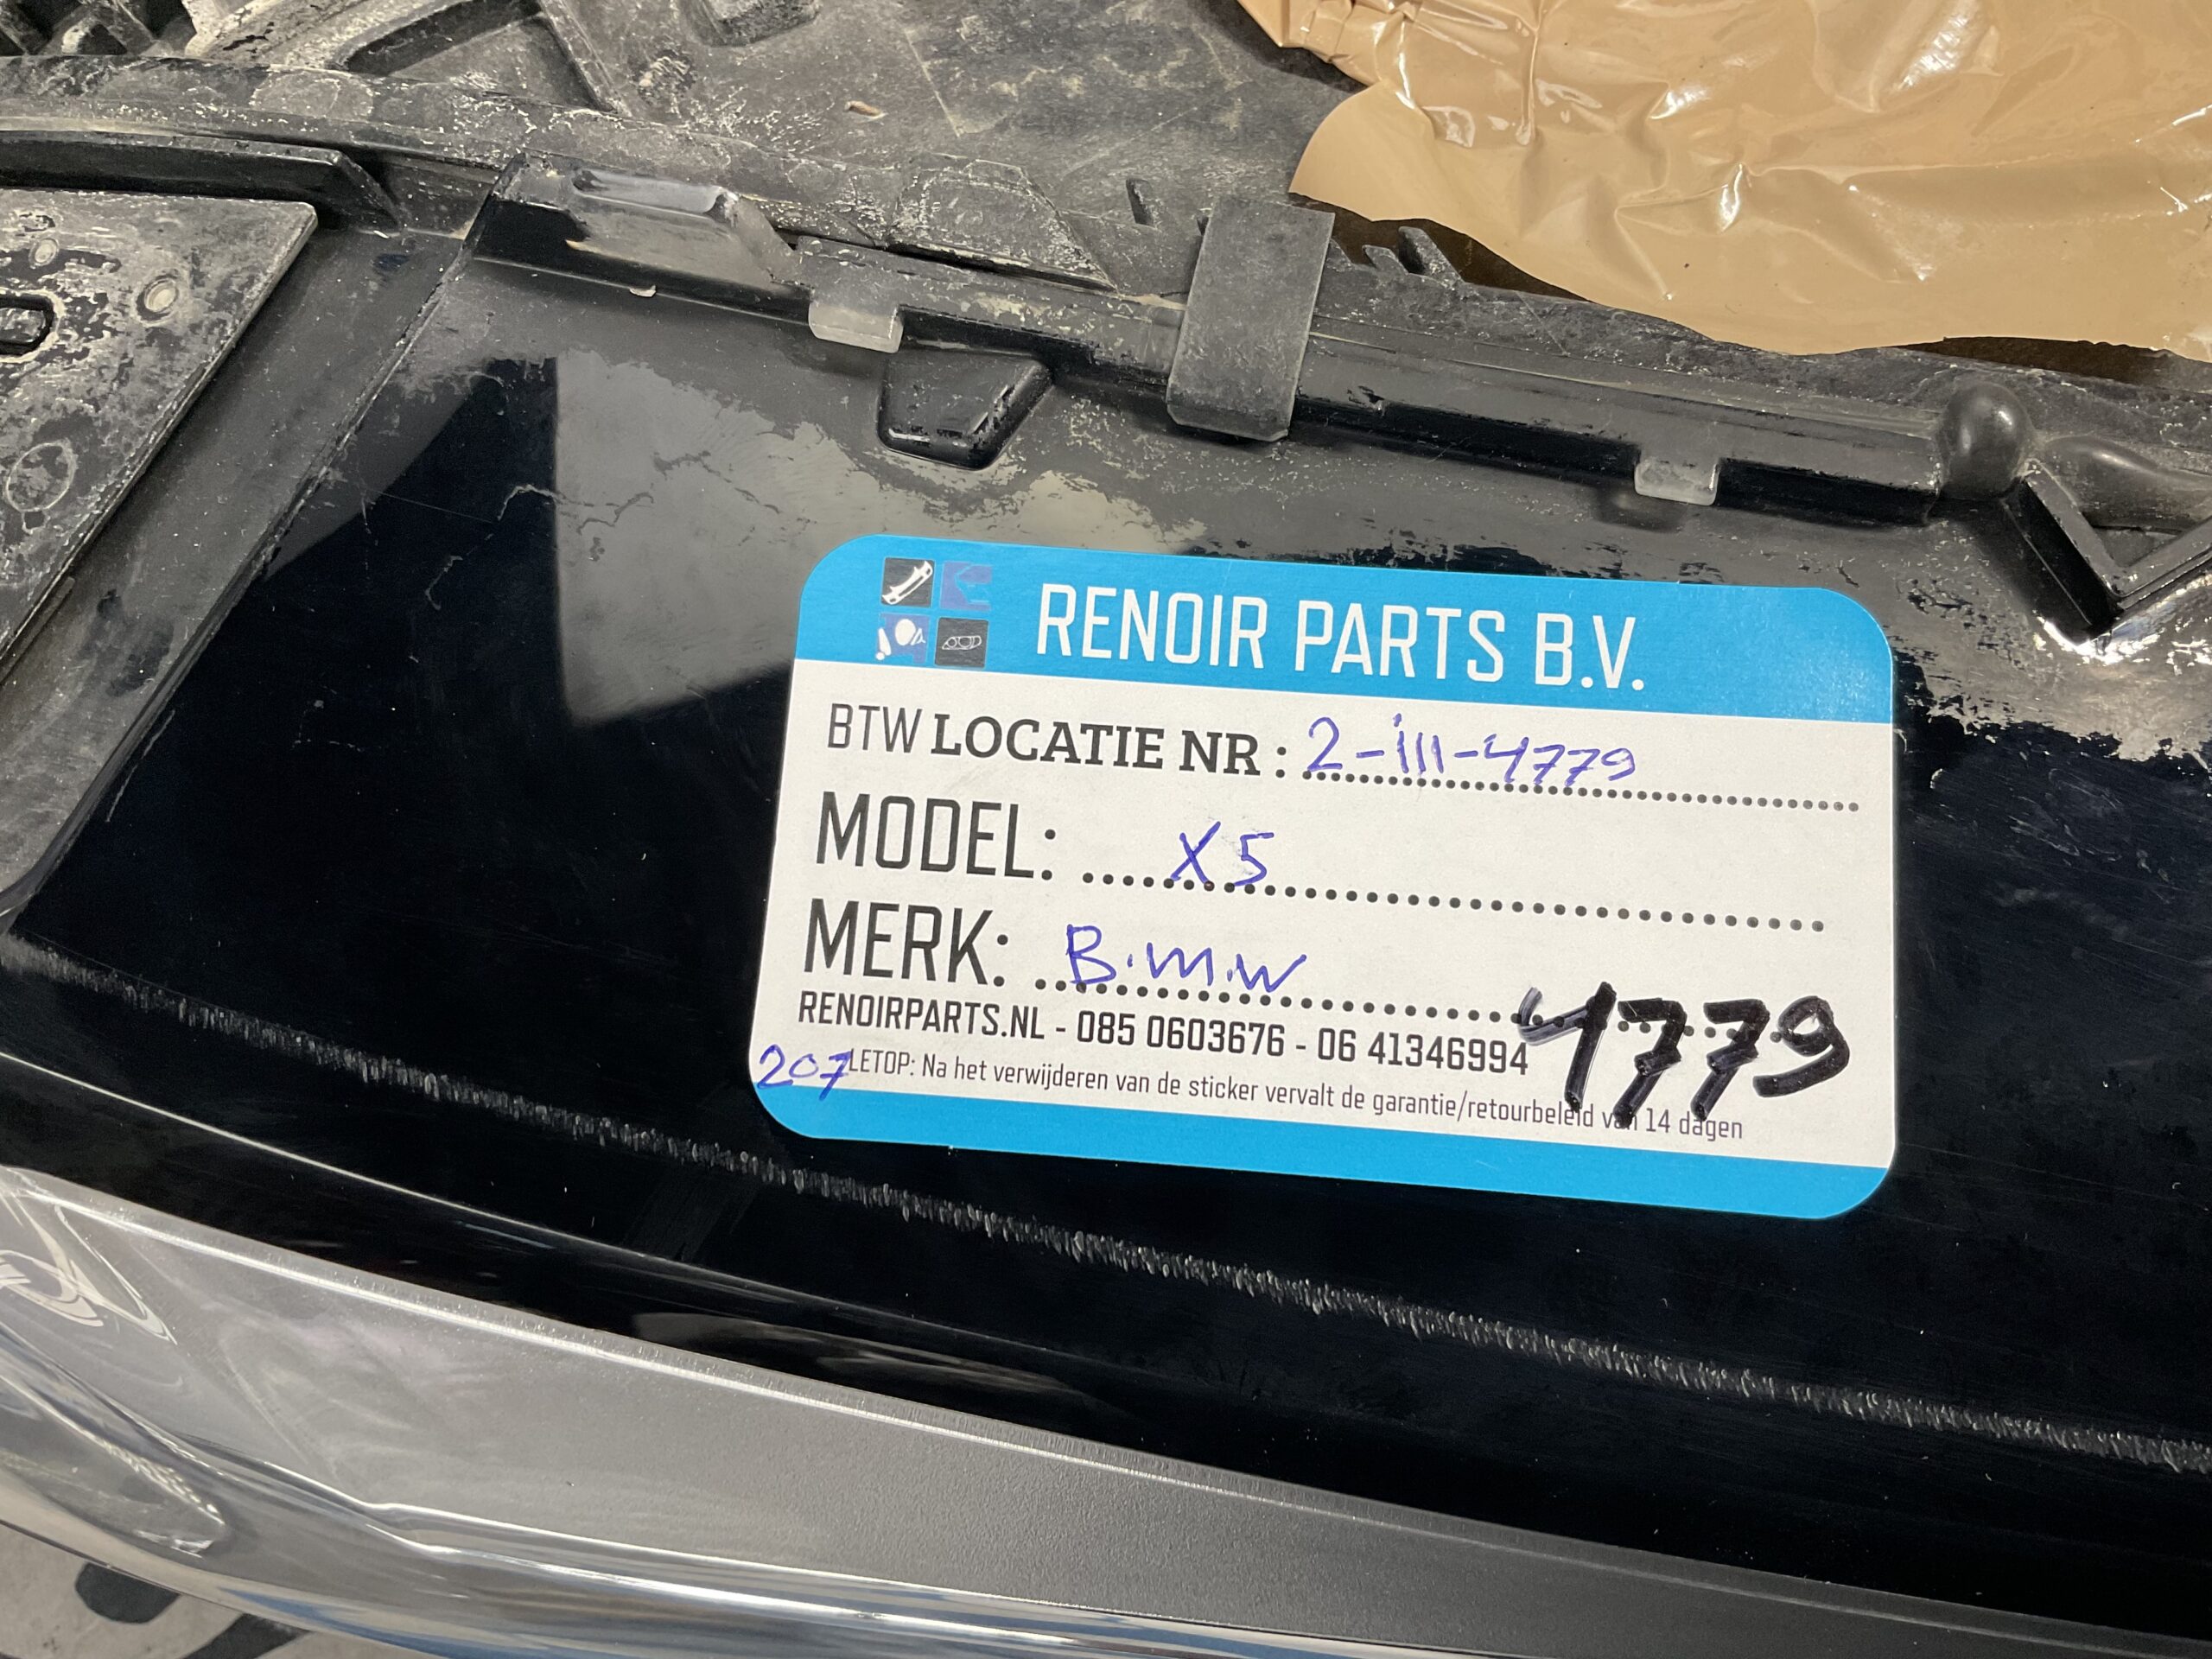 RENOIR PARTS B.V.
BTW LOCATIE NR : 2-III-4779
MODEL: X5
MERK: B.M.W
4779
RENOIRPARTS.NL - 085 0603676 - 06 41346994
207
LETOP: Na het verwijderen van de sticker vervalt de garantie/retourbeleid van 14 dagen